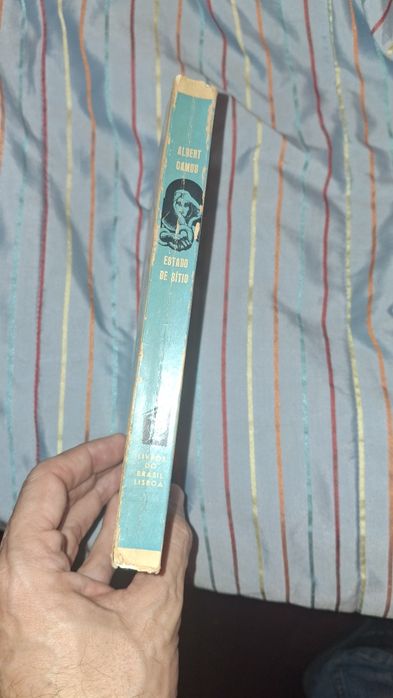 ALBERT
CAMUS
ESTADO
DE SÍTIO
LIVROS
DO
BRASIL
LISBOA